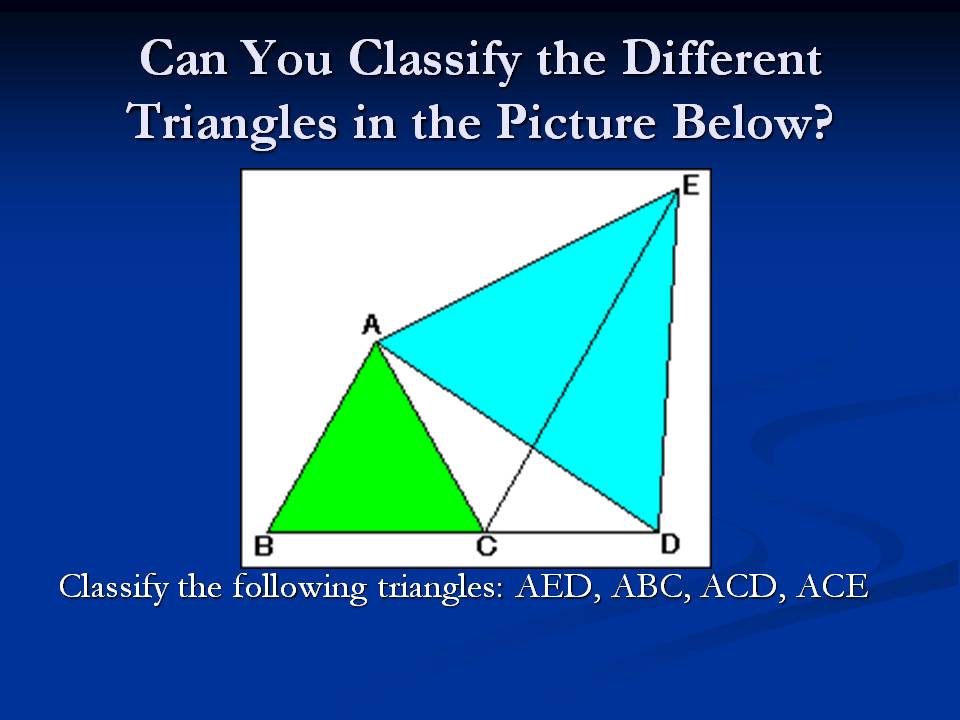 Can You Classify the Different
Triangles in the Picture Below?
E
A
B
C
D
Classify the following triangles: AED, ABC, ACD, ACE